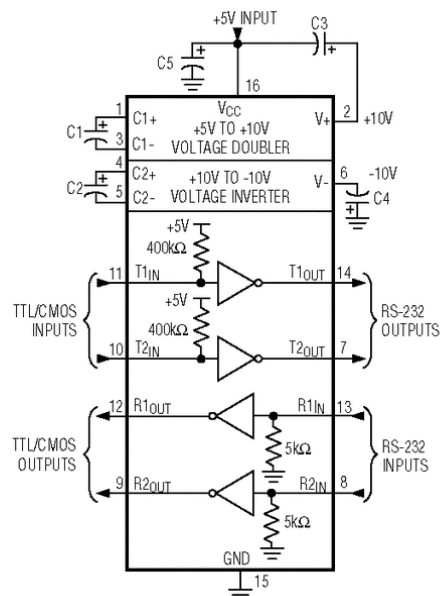 +5V INPUT
C3
C5
16
1
C1+
VCC
V+
2
+10V
C1
3
C1-
+5V TO +10V
VOLTAGE DOUBLER
4
C2+
C2
5
C2-
+10V TO -10V
VOLTAGE INVERTER
V-
6
-10V
C4
+5V
400kΩ
11
T1IN
T1OUT
14
TTL/CMOS
INPUTS
+5V
400kΩ
RS-232
OUTPUTS
10
T2IN
T2OUT
7
12
R1OUT
R1IN
13
TTL/CMOS
OUTPUTS
5kΩ
RS-232
INPUTS
9
R2OUT
R2IN
8
5kΩ
GND
15